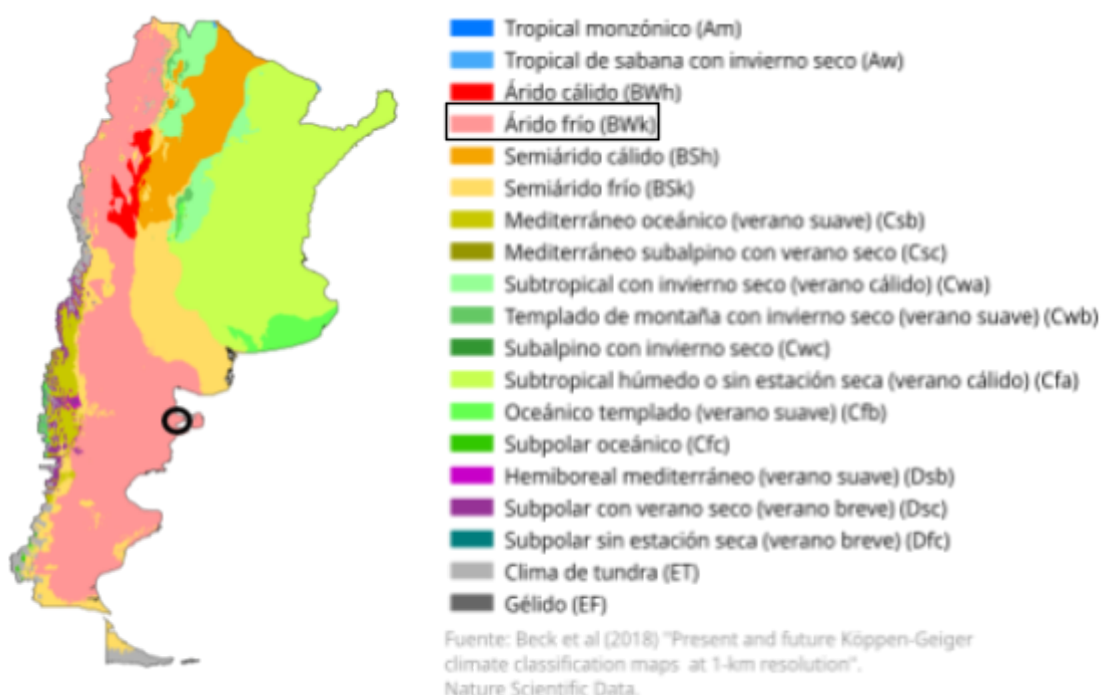 Tropical monzónico (Am)
Tropical de sabana con invierno seco (Aw)
Árido cálido (BWh)
Árido frío (BWk)
Semiárido cálido (BSh)
Semiárido frío (BSk)
Mediterráneo oceánico (verano suave) (Csb)
Mediterráneo subalpino con verano seco (Csc)
Subtropical con invierno seco (verano cálido) (Cwa)
Templado de montaña con invierno seco (verano suave) (Cwb)
Subalpino con invierno seco (Cwc)
Subtropical húmedo o sin estación seca (verano cálido) (Cfa)
Oceánico templado (verano suave) (Cfb)
Subpolar oceánico (Cfc)
Hemiboreal mediterráneo (verano suave) (Dsb)
Subpolar con verano seco (verano breve) (Dsc)
Subpolar sin estación seca (verano breve) (Dfc)
Clima de tundra (ET)
Gélido (EF)
Fuente: Beck et al (2018) "Present and future Köppen-Geiger
climate classification maps at 1-km resolution".
Nature Scientific Data.